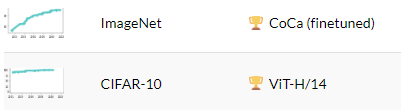 ImageNet CoCa (finetuned)
CIFAR-10 ViT-H/14